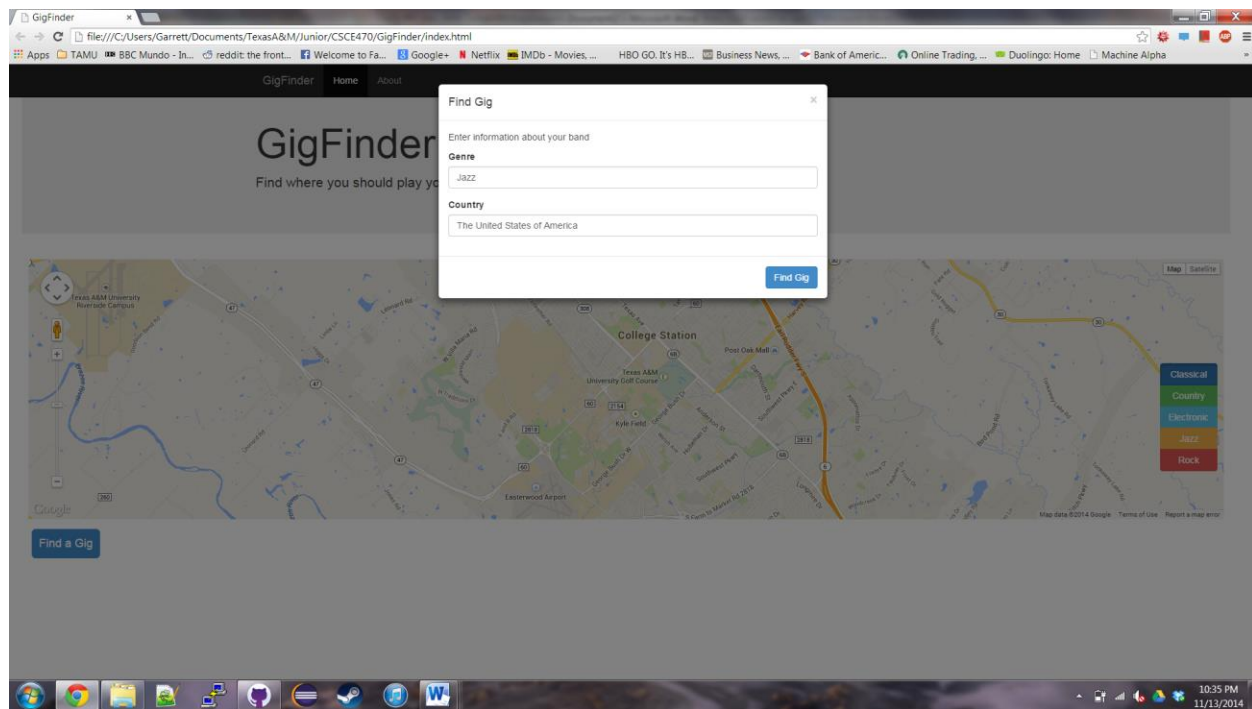 GigFinder
file:///C:/Users/Garrett/Documents/TexasA&M/Junior/CSCE470/GigFinder/index.html
Apps TAMU BBC Mundo - In... reddit: the front... Welcome to Fa... Google+ Netflix IMDb - Movies, ... HBO GO. It's HB... Business News, ... Bank of Americ... Online Trading, ... Duolingo: Home Machine Alpha
GigFinder Home About
Find Gig
Enter information about your band
Genre
Jazz
Country
The United States of America
Find Gig
GigFinder
Find where you should play yo
Map Satellite
Texas A&M University
Riverside Campus
Leonard Rd
College Station
Post Oak Mall
Texas A&M
University Golf Course
Kyle Field
Easterwood Airport
Classical
Country
Electronic
Jazz
Rock
Google
Map data ©2014 Google Terms of Use Report a map error
Find a Gig
10:35 PM
11/13/2014